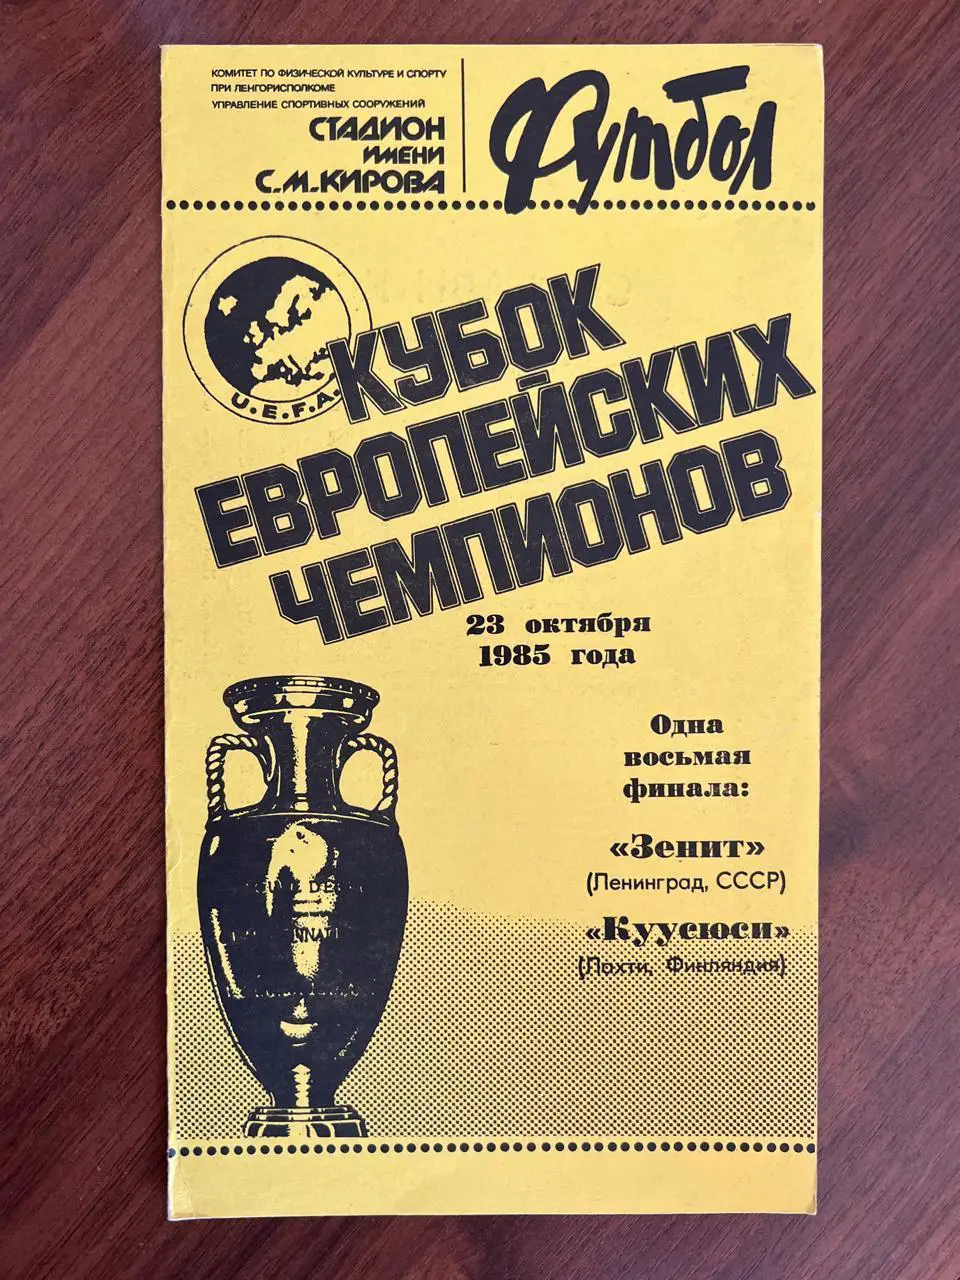 КОМИТЕТ ПО ФИЗИЧЕСКОЙ КУЛЬТУРЕ И СПОРТУ
ПРИ ЛЕНГОРИСПОЛКОМЕ
УПРАВЛЕНИЕ СПОРТИВНЫХ СООРУЖЕНИЙ
СТАДИОН
ИМЕНИ
С.М.КИРОВА
Футбол
U.E.F.A.
КУБОК
ЕВРОПЕЙСКИХ
ЧЕМПИОНОВ
23 октября
1985 года
Одна
восьмая
финала:
«Зенит»
(Ленинград, СССР)
«Куусюси»
(Лахти, Финляндия)